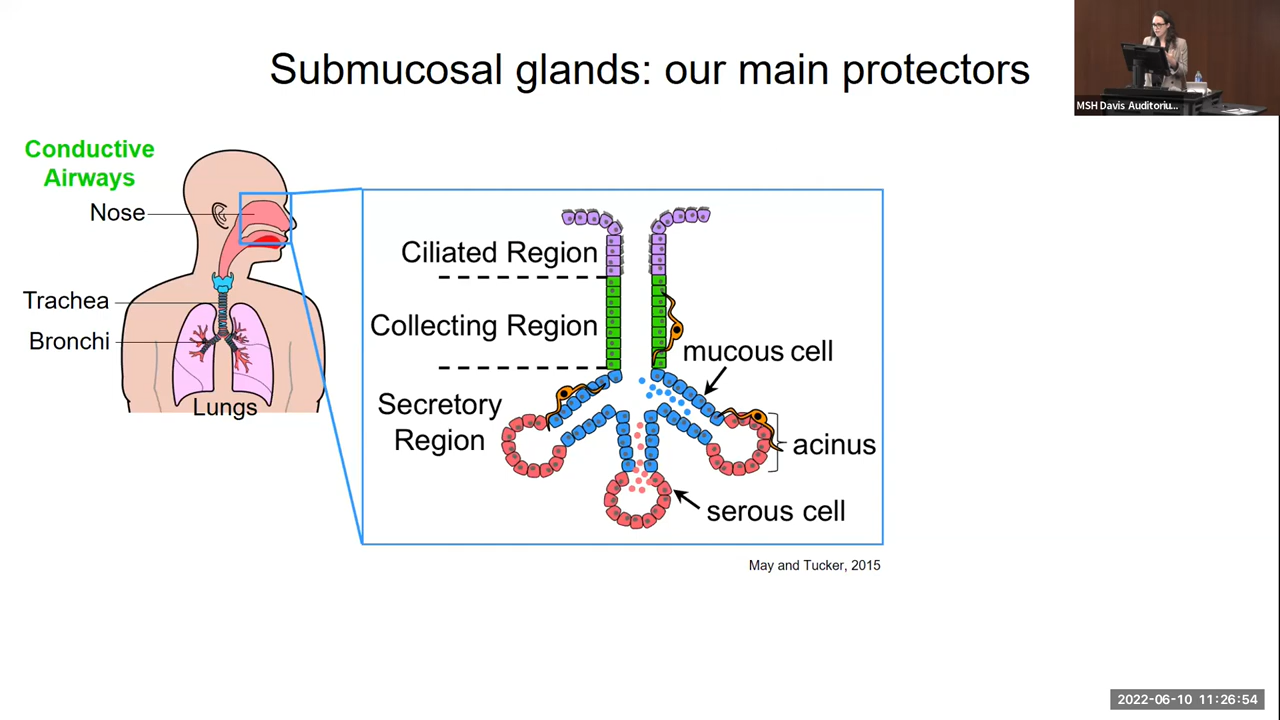 Submucosal glands: our main protectors
MSH Davis Auditoriu...
Conductive
Airways
Nose
Trachea
Bronchi
Lungs
Ciliated Region
Collecting Region
mucous cell
Secretory
Region
acinus
serous cell
May and Tucker, 2015
2022-06-10 11:26:54